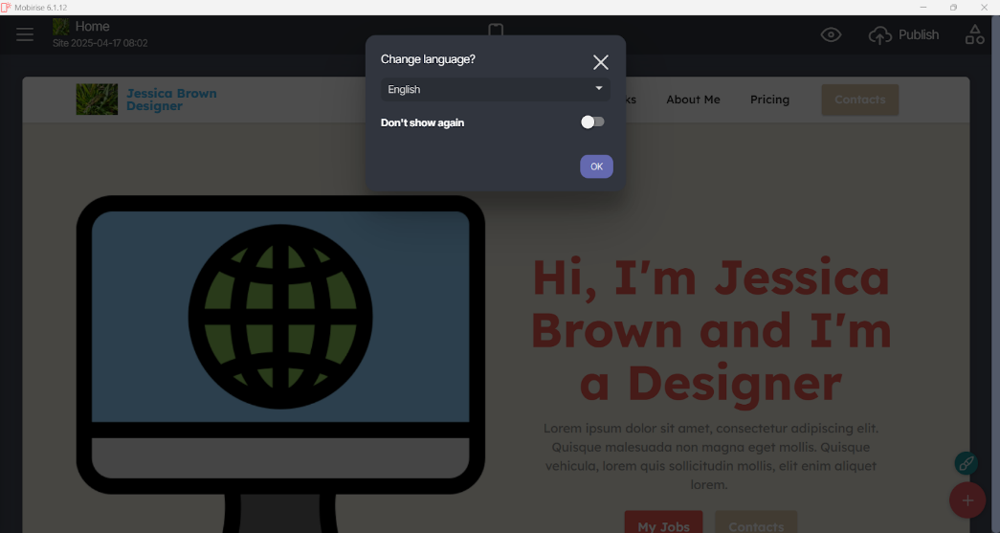 Mobirise 6.1.12
Home
Site 2025-04-17 08:02
Publish
Change language?
English
Don't show again
OK
Jessica Brown
Designer
ks
About Me
Pricing
Contacts
Hi, I'm Jessica
Brown and I'm
a Designer
Lorem ipsum dolor sit amet, consectetur adipiscing elit.
Quisque malesuada non magna eget mollis. Quisque
vehicula, lorem quis sollicitudin mollis, elit enim aliquet
lorem.
My Jobs
Contacts